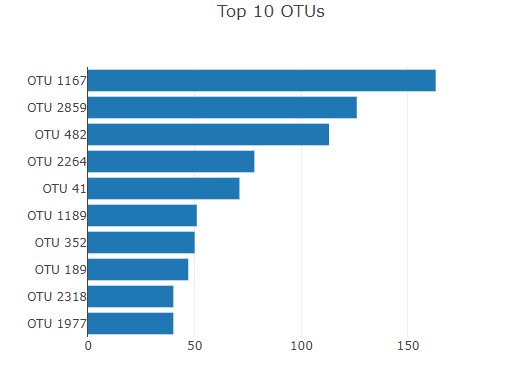 Top 10 OTUs
OTU 1167
OTU 2859
OTU 482
OTU 2264
OTU 41
OTU 1189
OTU 352
OTU 189
OTU 2318
OTU 1977
0 50 100 150